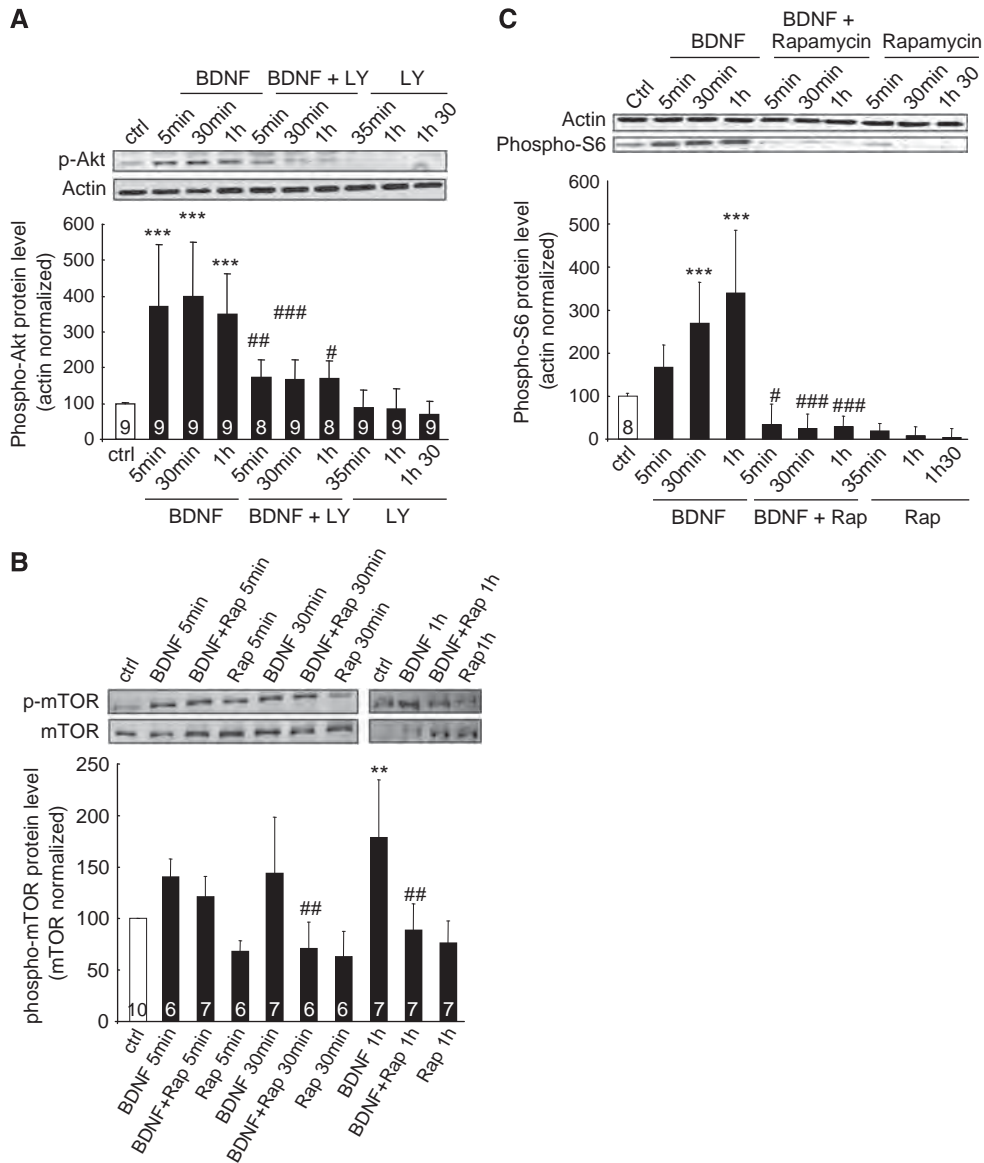 A
BDNF BDNF + LY LY
ctrl 5min 30min 1h 5min 30min 1h 35min 1h 1h 30
p-Akt
Actin
Phospho-Akt protein level
(actin normalized)
600
500
400
300
200
100
0
*** *** *** ## ### #
9 9 9 9 8 9 8 9 9 9
ctrl 5min 30min 1h 5min 30min 1h 35min 1h 1h 30
BDNF BDNF + LY LY
C
BDNF +
BDNF Rapamycin Rapamycin
Ctrl 5min 30min 1h 5min 30min 1h 5min 30min 1h 30
Actin
Phospho-S6
Phospho-S6 protein level
(actin normalized)
600
500
400
300
200
100
0
*** *** # ### ###
8
ctrl 5min 30min 1h 5min 30min 1h 35min 1h 1h30
BDNF BDNF + Rap Rap
B
ctrl BDNF 5min BDNF+Rap 5min Rap 5min BDNF 30min BDNF+Rap 30min Rap 30min ctrl BDNF 1h BDNF+Rap 1h Rap1h
p-mTOR
mTOR
phospho-mTOR protein level
(mTOR normalized)
250
200
150
100
50
0
## ** ##
10 6 7 6 7 6 6 7 7 7
ctrl BDNF 5min BDNF+Rap 5min Rap 5min BDNF 30min BDNF+Rap 30min Rap 30min BDNF 1h BDNF+Rap 1h Rap 1h